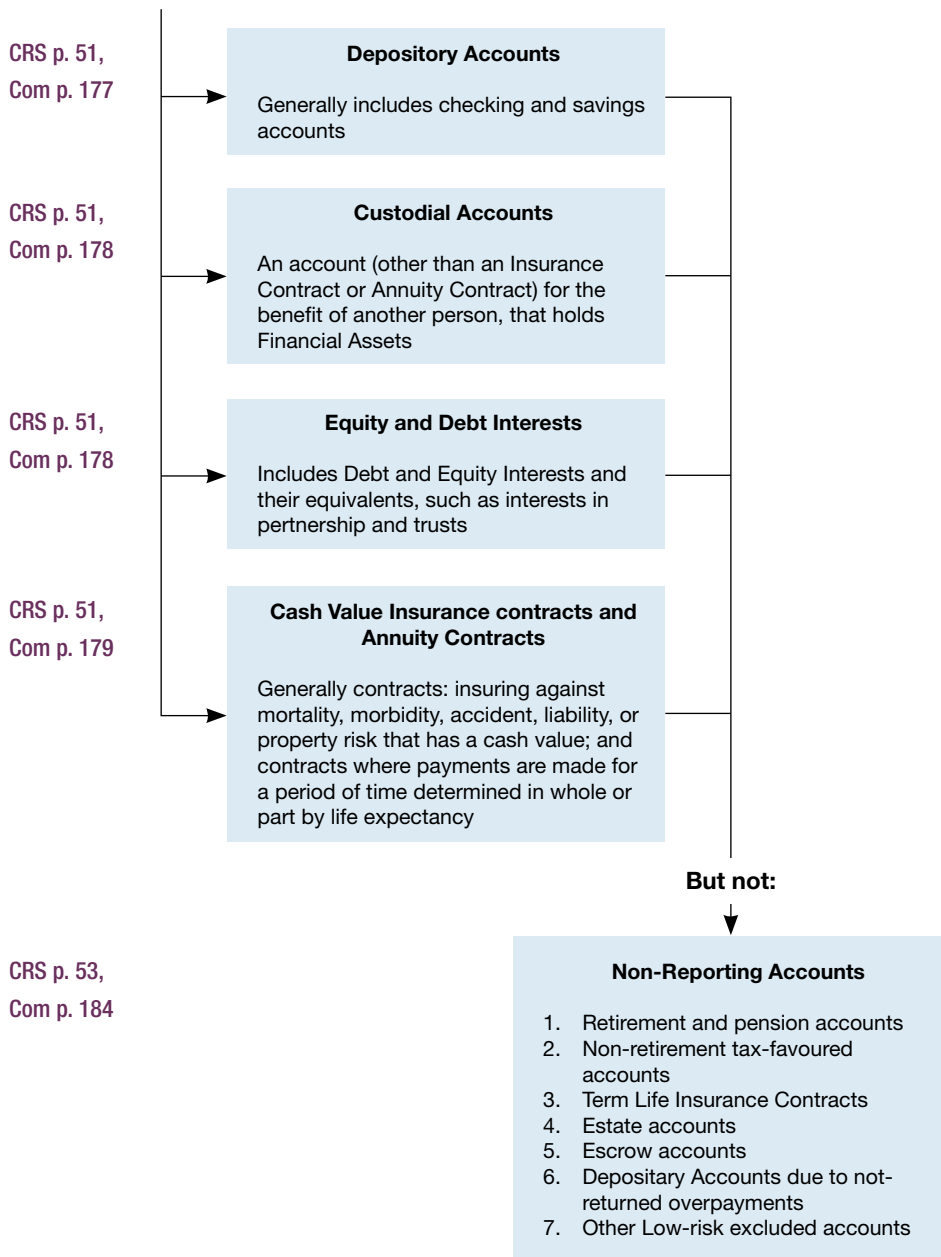 CRS p. 51,
Com p. 177
Depository Accounts
Generally includes checking and savings
accounts
CRS p. 51,
Com p. 178
Custodial Accounts
An account (other than an Insurance
Contract or Annuity Contract) for the
benefit of another person, that holds
Financial Assets
CRS p. 51,
Com p. 178
Equity and Debt Interests
Includes Debt and Equity Interests and
their equivalents, such as interests in
pertnership and trusts
CRS p. 51,
Com p. 179
Cash Value Insurance contracts and
Annuity Contracts
Generally contracts: insuring against
mortality, morbidity, accident, liability, or
property risk that has a cash value; and
contracts where payments are made for
a period of time determined in whole or
part by life expectancy
But not:
CRS p. 53,
Com p. 184
Non-Reporting Accounts
1. Retirement and pension accounts
2. Non-retirement tax-favoured
accounts
3. Term Life Insurance Contracts
4. Estate accounts
5. Escrow accounts
6. Depositary Accounts due to not-
returned overpayments
7. Other Low-risk excluded accounts